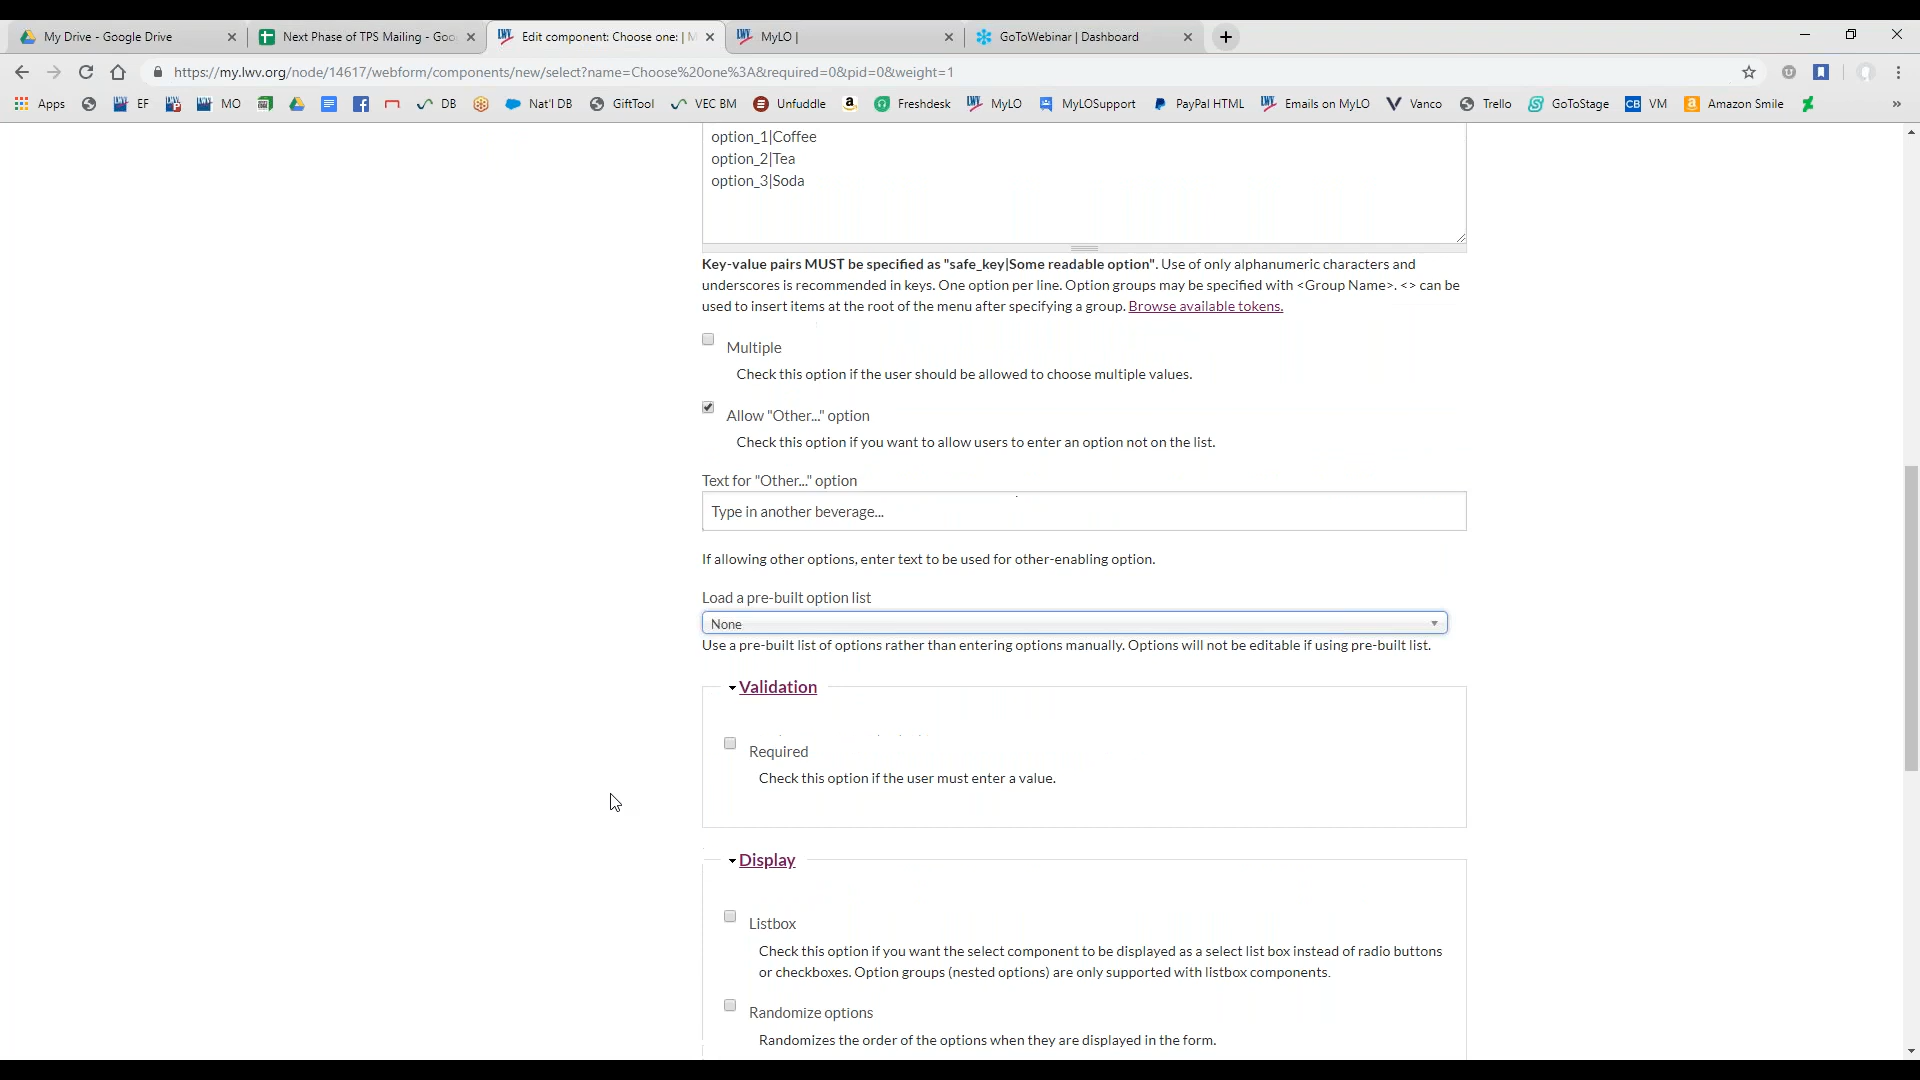 My Drive - Google Drive
Next Phase of TPS Mailing - Goo
Edit component: Choose one: | M
MyLO |
GoToWebinar | Dashboard
https://my.lwv.org/node/14617/webform/components/new/select?name=Choose%20one%3A&required=0&pid=0&weight=1
Apps EF MO DB Nat'l DB GiftTool VEC BM Unfuddle Freshdesk MyLO MyLOSupport PayPal HTML Emails on MyLO Vanco Trello GoToStage CB VM Amazon Smile »
option_1|Coffee
option_2|Tea
option_3|Soda
Key-value pairs MUST be specified as "safe_key|Some readable option". Use of only alphanumeric characters and
underscores is recommended in keys. One option per line. Option groups may be specified with <Group Name>. <> can be
used to insert items at the root of the menu after specifying a group. Browse available tokens.
Multiple
Check this option if the user should be allowed to choose multiple values.
Allow "Other..." option
Check this option if you want to allow users to enter an option not on the list.
Text for "Other..." option
Type in another beverage...
If allowing other options, enter text to be used for other-enabling option.
Load a pre-built option list
None
Use a pre-built list of options rather than entering options manually. Options will not be editable if using pre-built list.
Validation
Required
Check this option if the user must enter a value.
Display
Listbox
Check this option if you want the select component to be displayed as a select list box instead of radio buttons
or checkboxes. Option groups (nested options) are only supported with listbox components.
Randomize options
Randomizes the order of the options when they are displayed in the form.